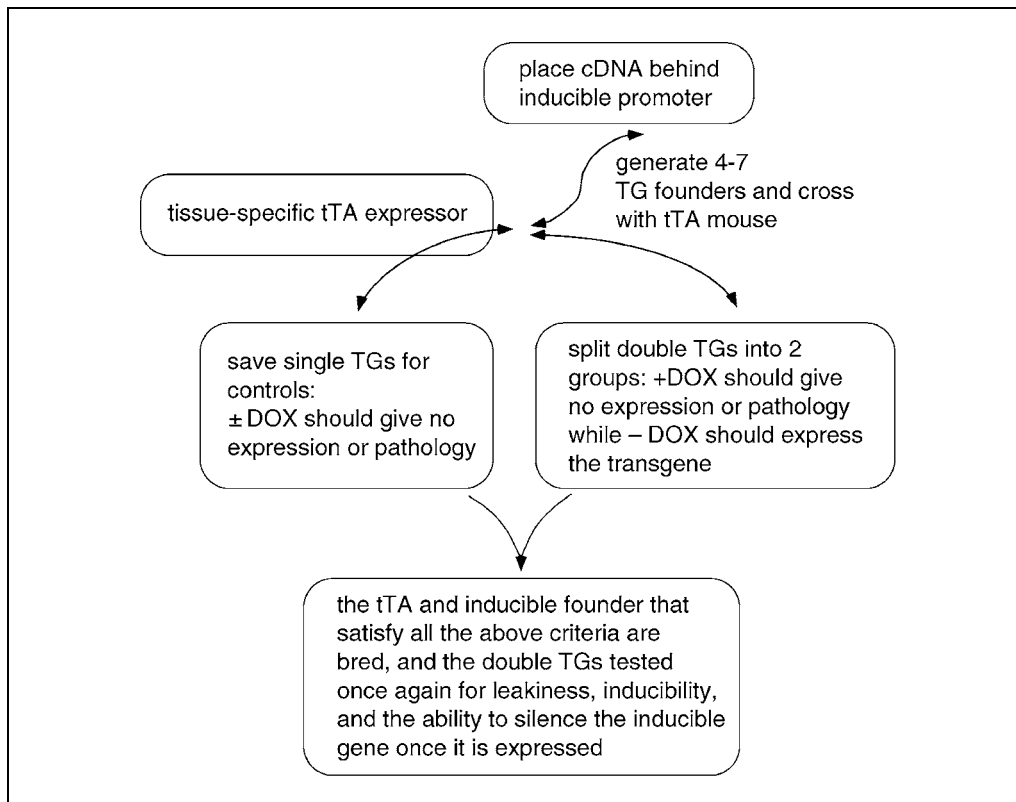 place cDNA behind
inducible promoter
generate 4-7
TG founders and cross
with tTA mouse
tissue-specific tTA expressor
save single TGs for
controls:
± DOX should give no
expression or pathology
split double TGs into 2
groups: +DOX should give
no expression or pathology
while – DOX should express
the transgene
the tTA and inducible founder that
satisfy all the above criteria are
bred, and the double TGs tested
once again for leakiness, inducibility,
and the ability to silence the inducible
gene once it is expressed